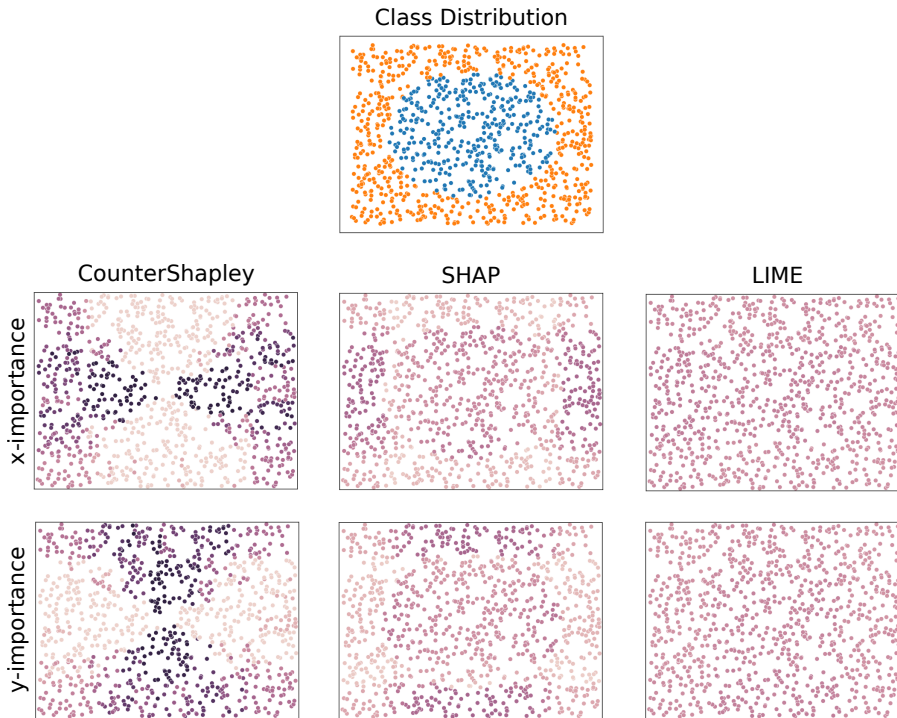 Class Distribution
CounterShapley
SHAP
LIME
x-importance
y-importance